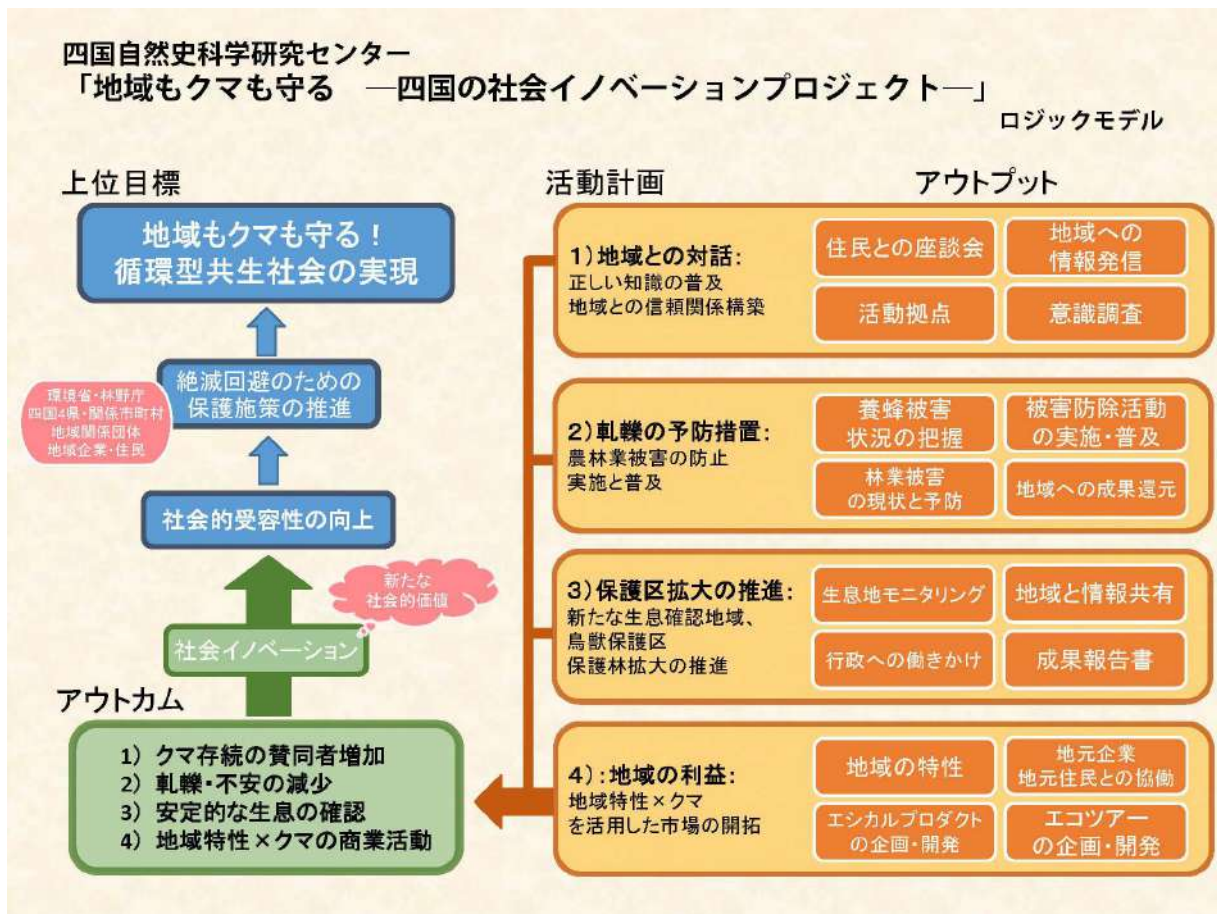 四国自然史科学研究センター
「地域もクマも守る　―四国の社会イノベーションプロジェクト―」
ロジックモデル
上位目標
地域もクマも守る！
循環型共生社会の実現
絶滅回避のための
保護施策の推進
環境省・林野庁
四国4県・関係市町村
地域関係団体
地域企業・住民
社会的受容性の向上
新たな
社会的価値
社会イノベーション
アウトカム
1） クマ存続の賛同者増加
2） 軋轢・不安の減少
3） 安定的な生息の確認
4） 地域特性×クマの商業活動
活動計画
アウトプット
1）地域との対話：
正しい知識の普及
地域との信頼関係構築
住民との座談会
地域への
情報発信
活動拠点
意識調査
2）軋轢の予防措置：
農林業被害の防止
実施と普及
養蜂被害
状況の把握
被害防除活動
の実施・普及
林業被害
の現状と予防
地域への成果還元
3）保護区拡大の推進：
新たな生息確認地域、
鳥獣保護区
保護林拡大の推進
生息地モニタリング
地域と情報共有
行政への働きかけ
成果報告書
4）：地域の利益：
地域特性×クマ
を活用した市場の開拓
地域の特性
地元企業
地元住民との協働
エシカルプロダクト
の企画・開発
エコツアー
の企画・開発